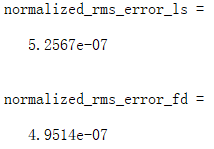 normalized_rms_error_ls =
5.2567e-07
normalized_rms_error_fd =
4.9514e-07